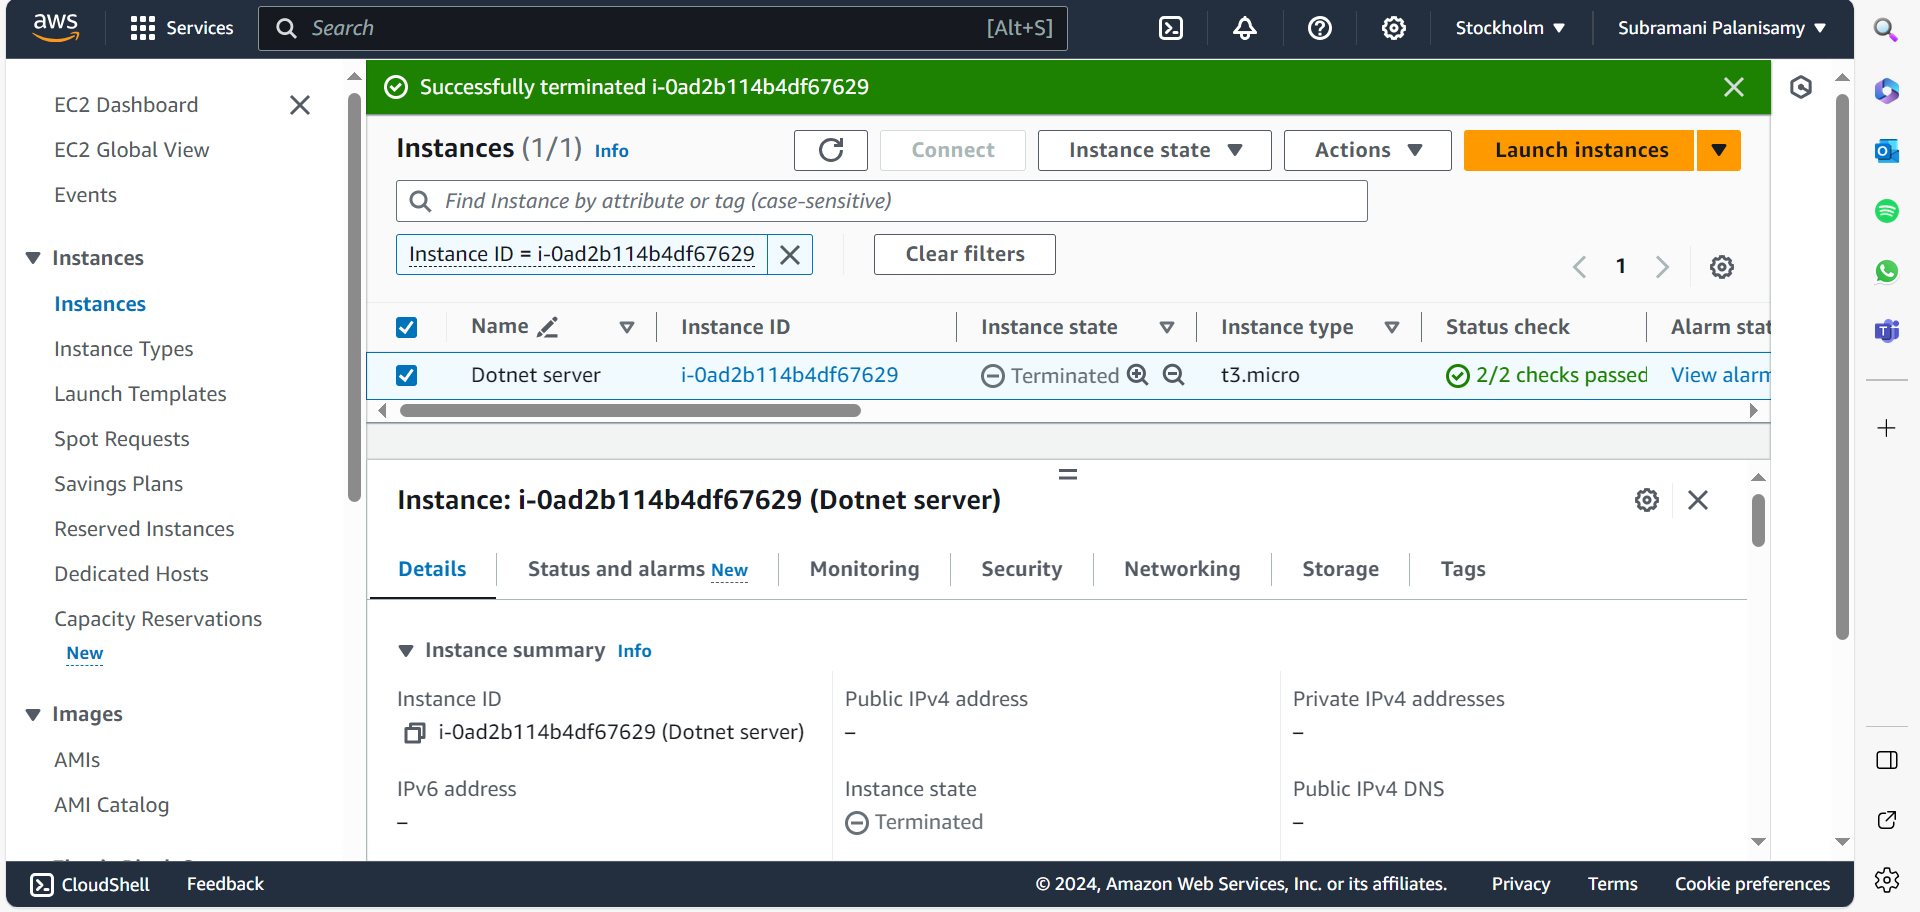 aws
Services
Search
[Alt+S]
Stockholm
Subramani Palanisamy
EC2 Dashboard
EC2 Global View
Events
Instances
Instances
Instance Types
Launch Templates
Spot Requests
Savings Plans
Reserved Instances
Dedicated Hosts
Capacity Reservations
New
Images
AMIs
AMI Catalog
Successfully terminated i-0ad2b114b4df67629
Instances (1/1) Info
Connect
Instance state
Actions
Launch instances
Find Instance by attribute or tag (case-sensitive)
Instance ID = i-0ad2b114b4df67629
Clear filters
1
Name Instance ID Instance state Instance type Status check Alarm stat
Dotnet server i-0ad2b114b4df67629 Terminated t3.micro 2/2 checks passed View alarm
Instance: i-0ad2b114b4df67629 (Dotnet server)
Details Status and alarms New Monitoring Security Networking Storage Tags
Instance summary Info
Instance ID
i-0ad2b114b4df67629 (Dotnet server)
Public IPv4 address
–
Private IPv4 addresses
–
IPv6 address
–
Instance state
Terminated
Public IPv4 DNS
–
CloudShell Feedback © 2024, Amazon Web Services, Inc. or its affiliates. Privacy Terms Cookie preferences